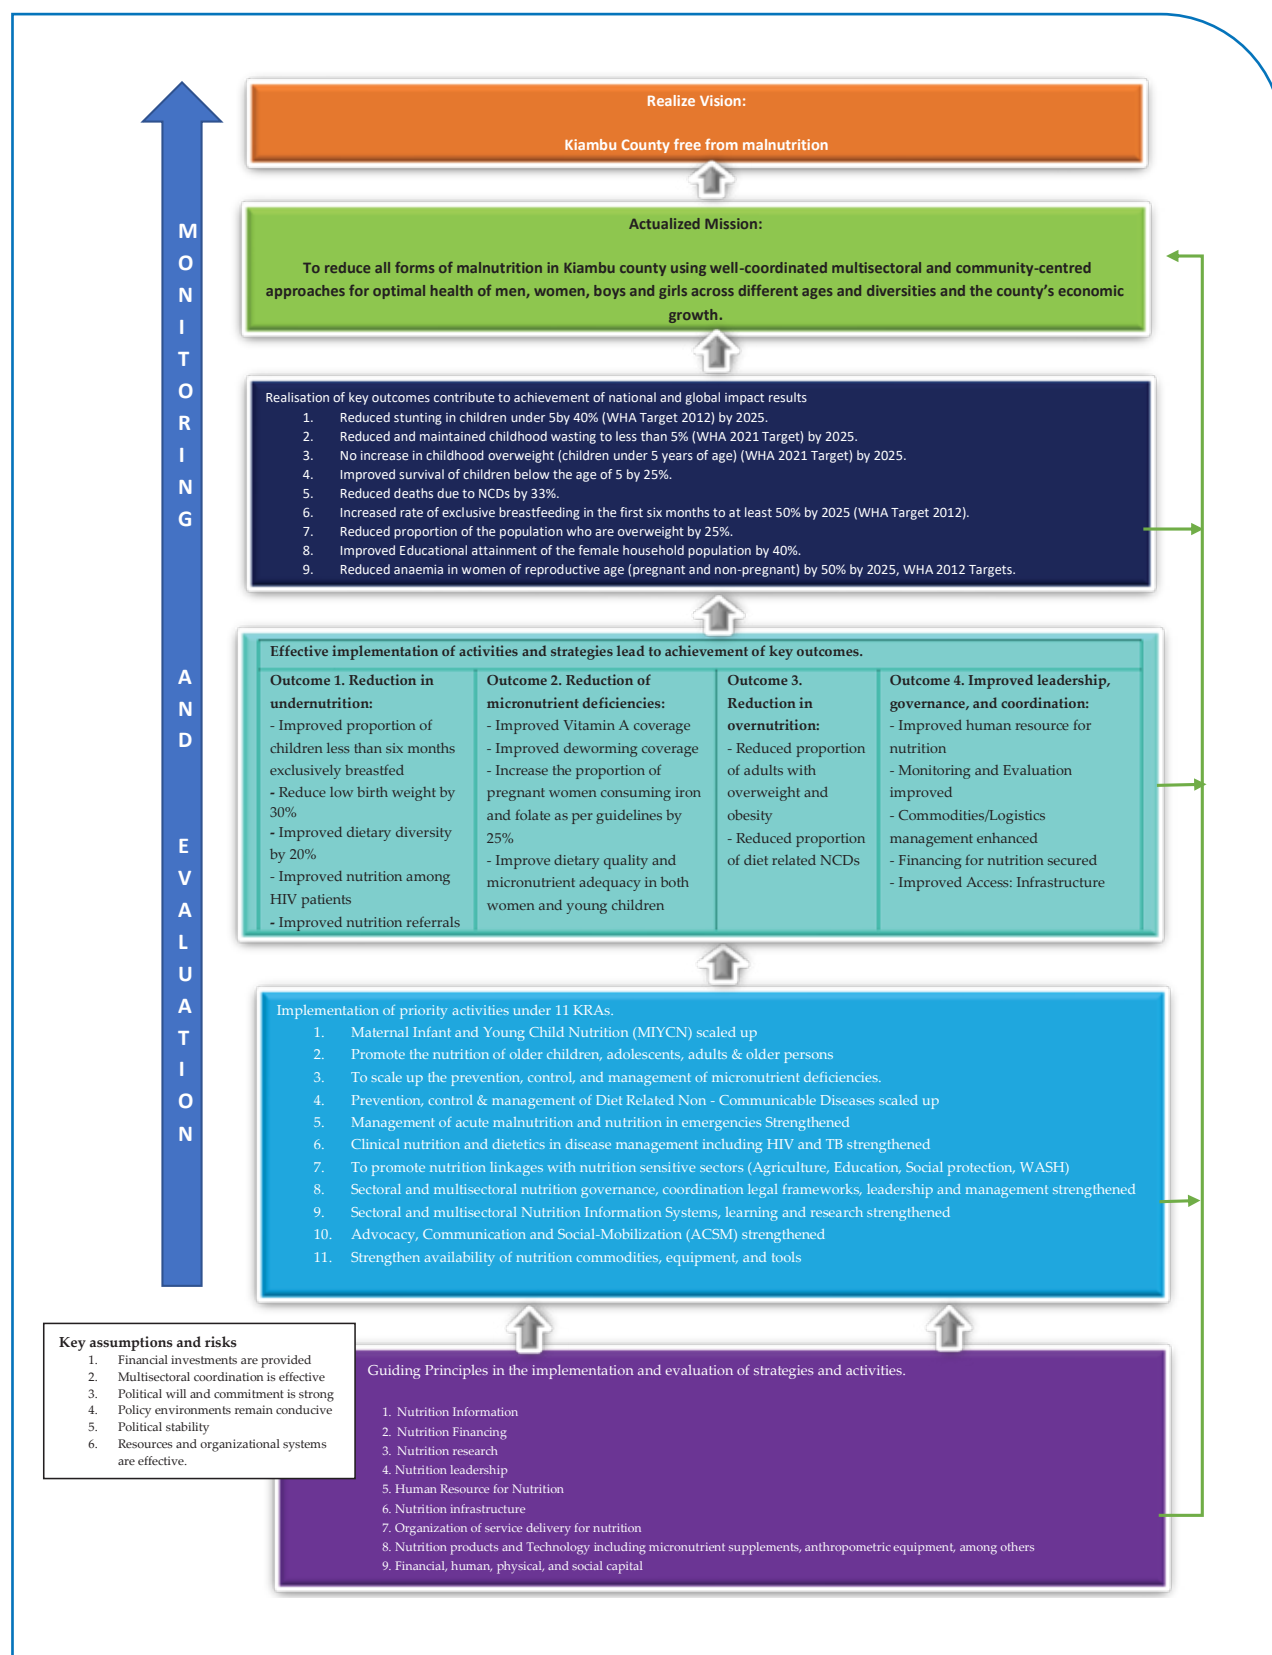 Realize Vision:
Kiambu County free from malnutrition
Actualized Mission:
To reduce all forms of malnutrition in Kiambu county using well-coordinated multisectoral and community-centred
approaches for optimal health of men, women, boys and girls across different ages and diversities and the county's economic
growth.
MONITORING AND EVALUATION
Realisation of key outcomes contribute to achievement of national and global impact results
1. Reduced stunting in children under 5by 40% (WHA Target 2012) by 2025.
2. Reduced and maintained childhood wasting to less than 5% (WHA 2021 Target) by 2025.
3. No increase in childhood overweight (children under 5 years of age) (WHA 2021 Target) by 2025.
4. Improved survival of children below the age of 5 by 25%.
5. Reduced deaths due to NCDs by 33%.
6. Increased rate of exclusive breastfeeding in the first six months to at least 50% by 2025 (WHA Target 2012).
7. Reduced proportion of the population who are overweight by 25%.
8. Improved Educational attainment of the female household population by 40%.
9. Reduced anaemia in women of reproductive age (pregnant and non-pregnant) by 50% by 2025, WHA 2012 Targets.
Effective implementation of activities and strategies lead to achievement of key outcomes.
Outcome 1. Reduction in
undernutrition:
- Improved proportion of
children less than six months
exclusively breastfed
- Reduce low birth weight by
30%
- Improved dietary diversity
by 20%
- Improved nutrition among
HIV patients
- Improved nutrition referrals
Outcome 2. Reduction of
micronutrient deficiencies:
- Improved Vitamin A coverage
- Improved deworming coverage
- Increase the proportion of
pregnant women consuming iron
and folate as per guidelines by
25%
- Improve dietary quality and
micronutrient adequacy in both
women and young children
Outcome 3.
Reduction in
overnutrition:
- Reduced proportion
of adults with
overweight and
obesity
- Reduced proportion
of diet related NCDs
Outcome 4. Improved leadership,
governance, and coordination:
- Improved human resource for
nutrition
- Monitoring and Evaluation
improved
- Commodities/Logistics
management enhanced
- Financing for nutrition secured
- Improved Access: Infrastructure
Implementation of priority activities under 11 KRAs.
1. Maternal Infant and Young Child Nutrition (MIYCN) scaled up
2. Promote the nutrition of older children, adolescents, adults & older persons
3. To scale up the prevention, control, and management of micronutrient deficiencies.
4. Prevention, control & management of Diet Related Non - Communicable Diseases scaled up
5. Management of acute malnutrition and nutrition in emergencies Strengthened
6. Clinical nutrition and dietetics in disease management including HIV and TB strengthened
7. To promote nutrition linkages with nutrition sensitive sectors (Agriculture, Education, Social protection, WASH)
8. Sectoral and multisectoral nutrition governance, coordination legal frameworks, leadership and management strengthened
9. Sectoral and multisectoral Nutrition Information Systems, learning and research strengthened
10. Advocacy, Communication and Social-Mobilization (ACSM) strengthened
11. Strengthen availability of nutrition commodities, equipment, and tools
Key assumptions and risks
1. Financial investments are provided
2. Multisectoral coordination is effective
3. Political will and commitment is strong
4. Policy environments remain conducive
5. Political stability
6. Resources and organizational systems
are effective.
Guiding Principles in the implementation and evaluation of strategies and activities.
1. Nutrition Information
2. Nutrition Financing
3. Nutrition research
4. Nutrition leadership
5. Human Resource for Nutrition
6. Nutrition infrastructure
7. Organization of service delivery for nutrition
8. Nutrition products and Technology including micronutrient supplements, anthropometric equipment, among others
9. Financial, human, physical, and social capital